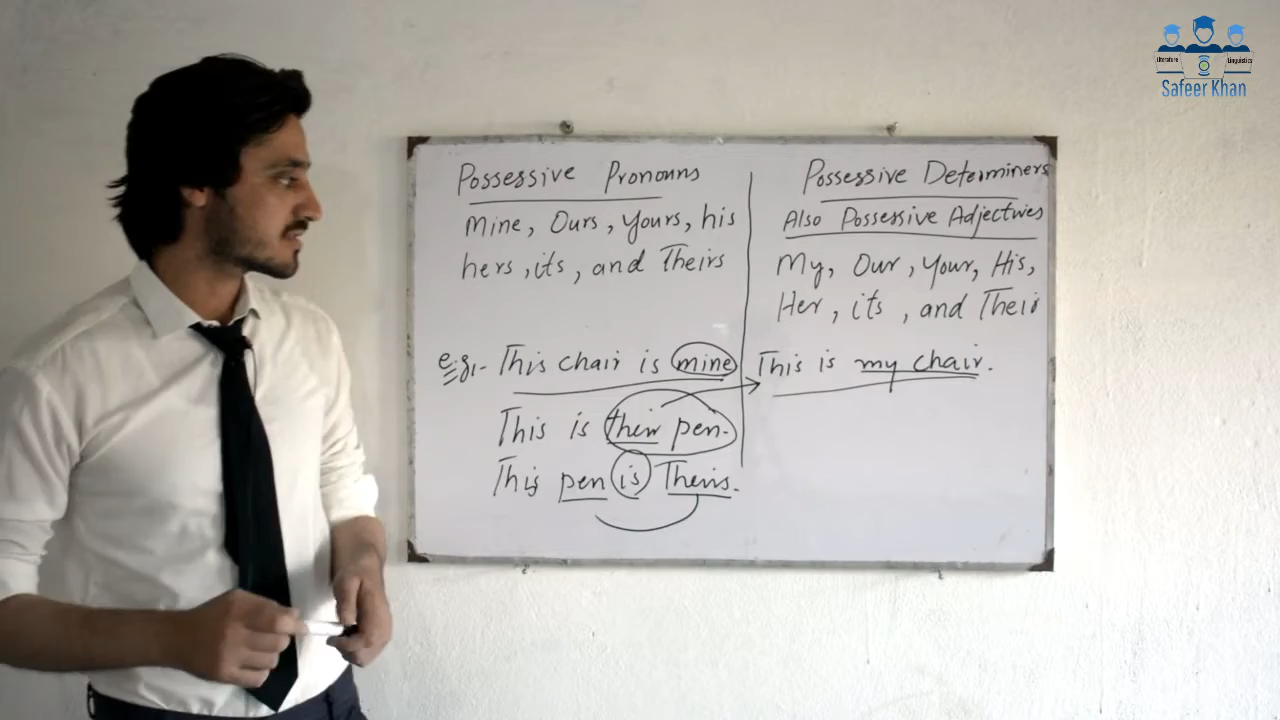 Literature
Linguistics
Safeer Khan
Possessive Pronouns
Mine, Ours, Yours, his
hers, its, and Theirs
e.g:- This chair is mine
This is their pen.
This pen is Theirs.
Possessive Determiners
Also Possessive Adjectives
My, Our, Your, His,
Her, its, and Their
This is my chair.